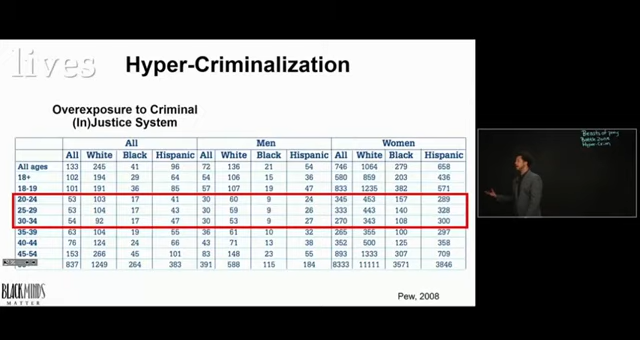 lives
Hyper-Criminalization
Overexposure to Criminal
(In)Justice System
All Men Women
All White Black Hispanic All White Black Hispanic All White Black Hispanic
All ages 133 245 41 96 72 136 21 54 746 1064 279 658
18+ 102 194 29 64 54 106 15 36 580 859 203 436
18-19 101 191 36 85 57 107 19 47 833 1235 382 571
20-24 53 103 17 41 30 60 9 24 345 453 157 289
25-29 53 104 17 43 30 59 9 26 333 443 140 328
30-34 54 92 17 47 30 53 9 27 270 343 108 300
35-39 63 104 19 55 36 61 10 32 265 355 100 297
40-44 76 124 24 66 43 71 13 38 352 500 125 358
45-54 153 266 45 101 83 148 23 55 893 1333 307 709
837 1249 264 383 391 588 115 184 8333 11111 3571 3846
BLACK MINDS
MATTER
Pew, 2008
Beasts of prey